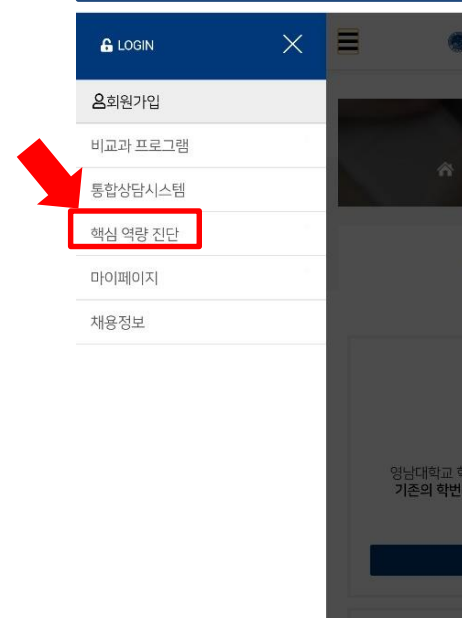 LOGIN
회원가입
비교과 프로그램
통합상담시스템
핵심 역량 진단
마이페이지
채용정보
영남대학교
기존의 학번